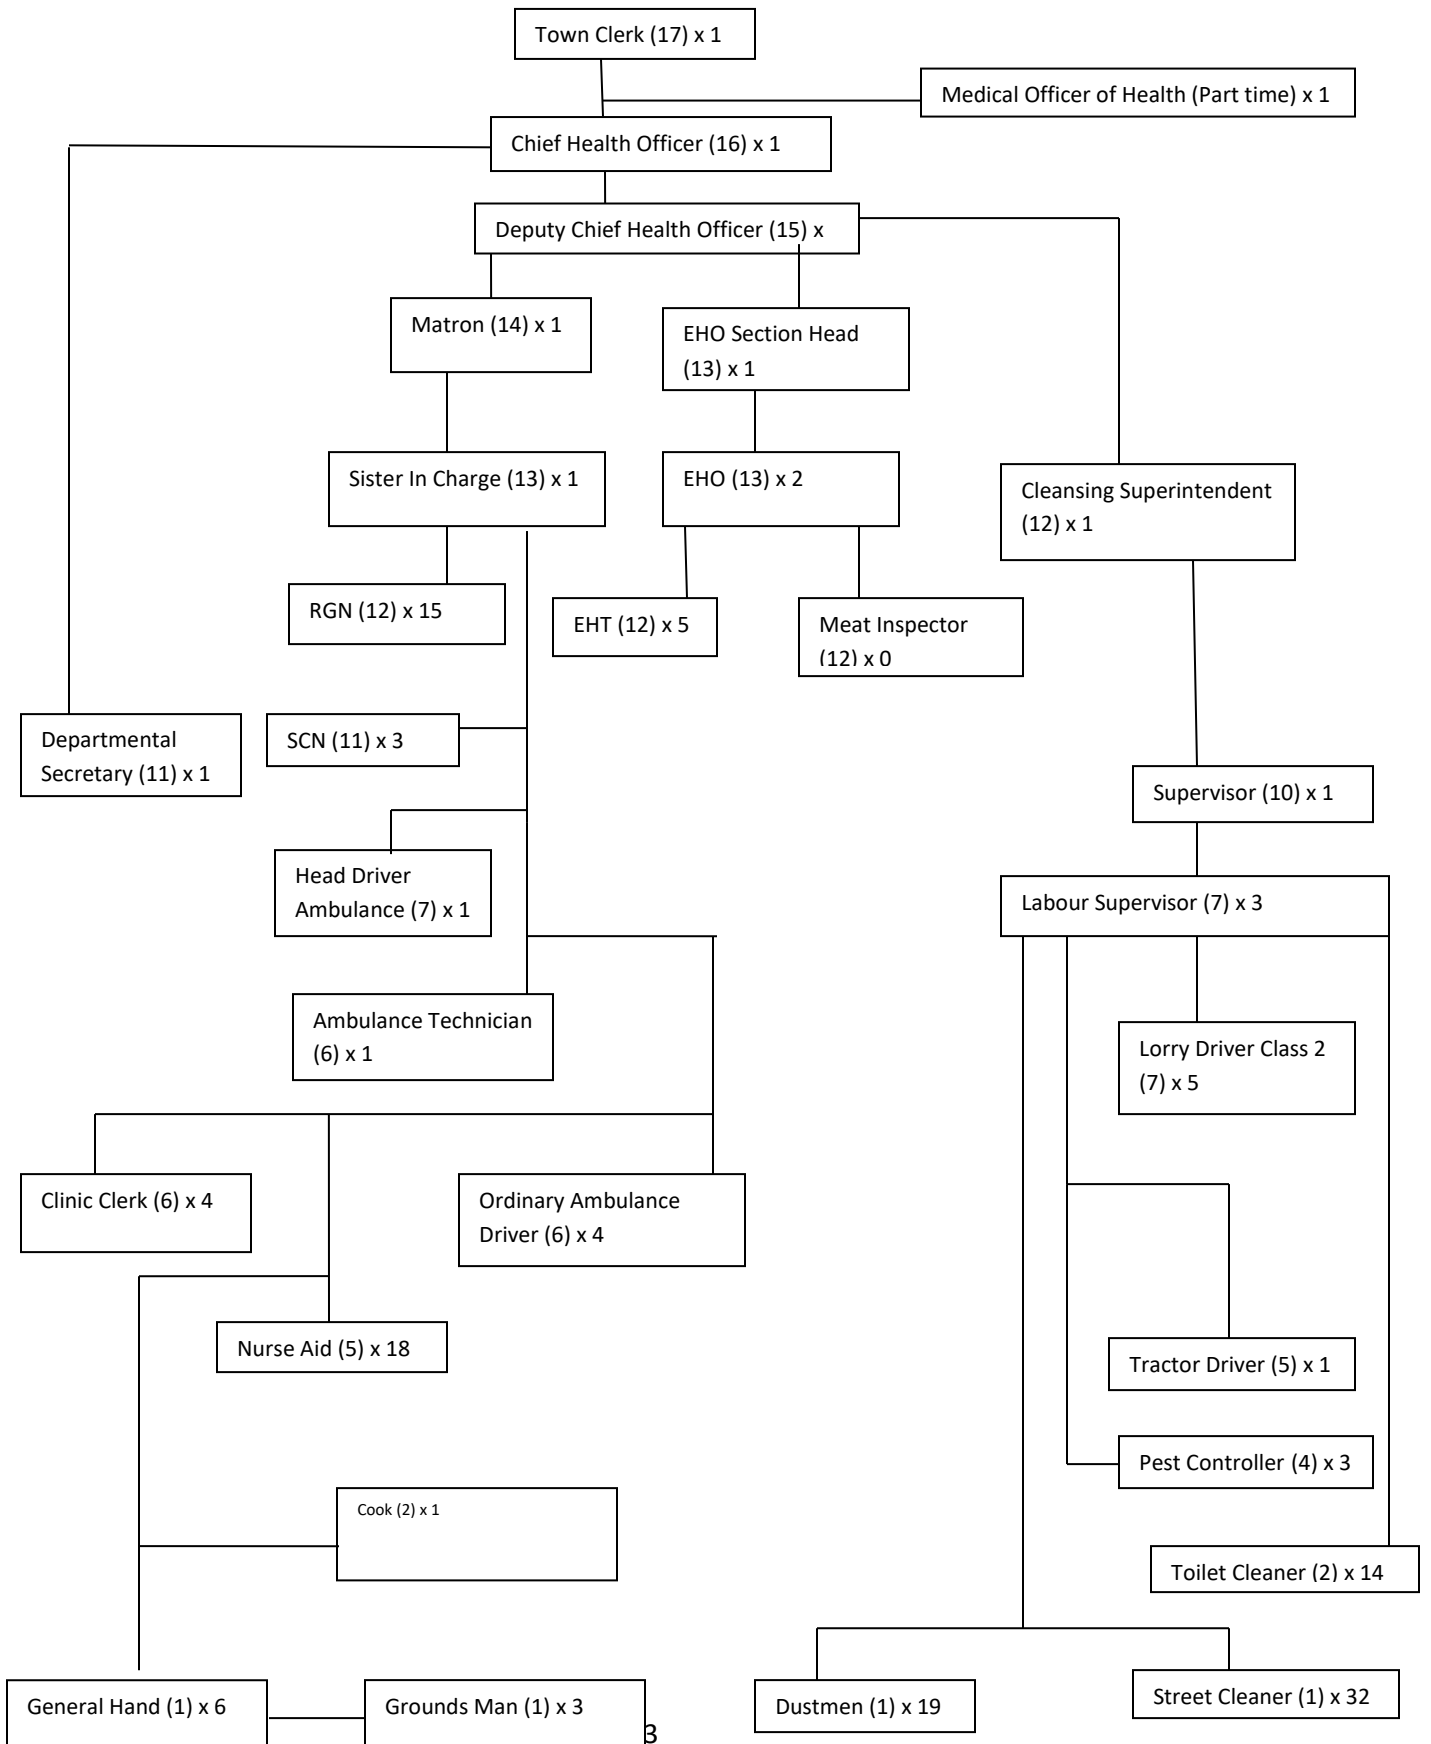 Town Clerk (17) x 1
Medical Officer of Health (Part time) x 1
Chief Health Officer (16) x 1
Deputy Chief Health Officer (15) x
Matron (14) x 1
EHO Section Head
(13) x 1
Sister In Charge (13) x 1
EHO (13) x 2
Cleansing Superintendent
(12) x 1
RGN (12) x 15
EHT (12) x 5
Meat Inspector
(12) x 0
Departmental
Secretary (11) x 1
SCN (11) x 3
Supervisor (10) x 1
Head Driver
Ambulance (7) x 1
Labour Supervisor (7) x 3
Ambulance Technician
(6) x 1
Lorry Driver Class 2
(7) x 5
Clinic Clerk (6) x 4
Ordinary Ambulance
Driver (6) x 4
Nurse Aid (5) x 18
Tractor Driver (5) x 1
Pest Controller (4) x 3
Cook (2) x 1
Toilet Cleaner (2) x 14
General Hand (1) x 6
Grounds Man (1) x 3
3
Dustmen (1) x 19
Street Cleaner (1) x 32